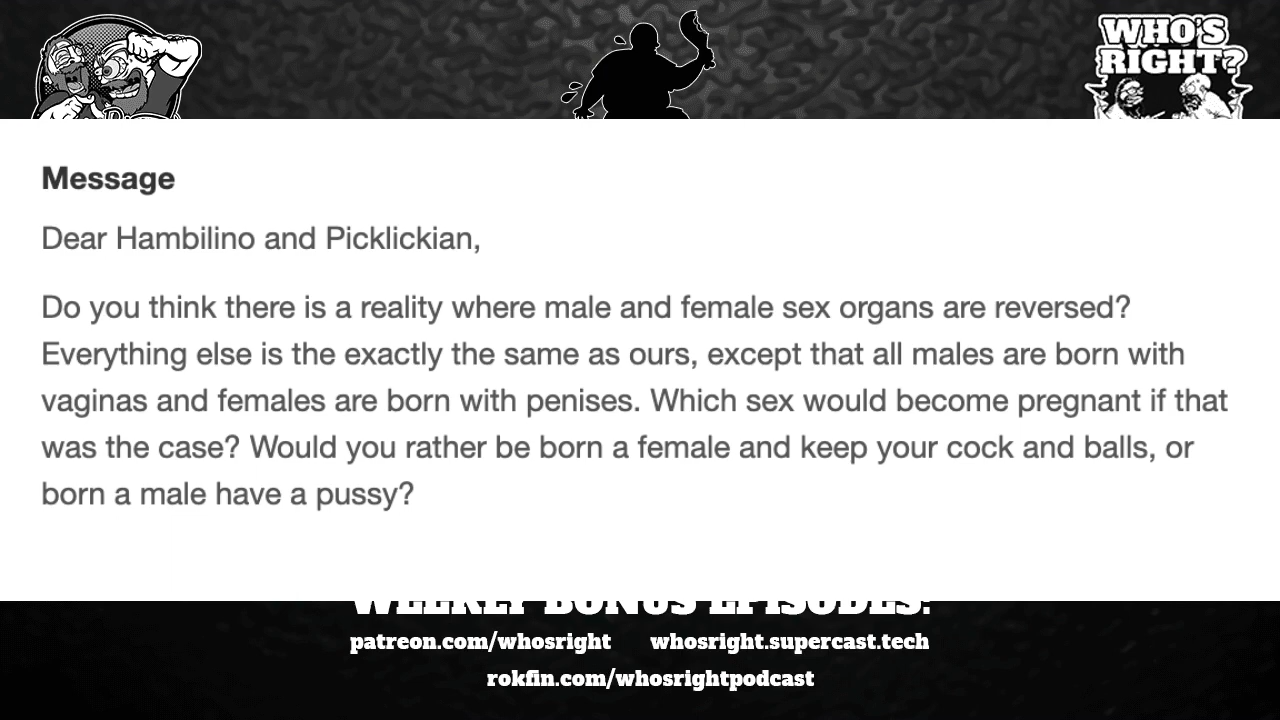 WHO'S
RIGHT?
Message
Dear Hambilino and Picklickian,
Do you think there is a reality where male and female sex organs are reversed?
Everything else is the exactly the same as ours, except that all males are born with
vaginas and females are born with penises. Which sex would become pregnant if that
was the case? Would you rather be born a female and keep your cock and balls, or
born a male have a pussy?
WEEKLY BONUS EPISODES:
patreon.com/whosright whosright.supercast.tech
rokfin.com/whosrightpodcast